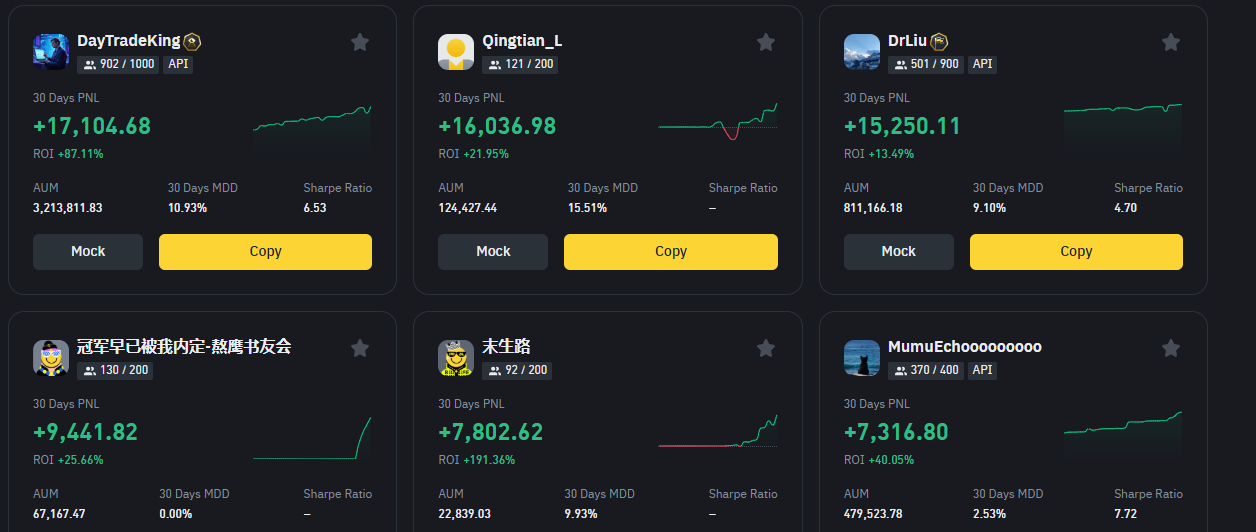 DayTradeKing
902 / 1000 API
30 Days PNL
+17,104.68
ROI +87.11%
AUM 30 Days MDD Sharpe Ratio
3,213,811.83 10.93% 6.53
Mock Copy
Qingtian_L
121 / 200
30 Days PNL
+16,036.98
ROI +21.95%
AUM 30 Days MDD Sharpe Ratio
124,427.44 15.51% –
Mock Copy
DrLiu
501 / 900 API
30 Days PNL
+15,250.11
ROI +13.49%
AUM 30 Days MDD Sharpe Ratio
811,166.18 9.10% 4.70
Mock Copy
冠军早已被我内定-熬鹰书友会
130 / 200
30 Days PNL
+9,441.82
ROI +25.66%
AUM 30 Days MDD Sharpe Ratio
67,167.47 0.00% –
未生路
92 / 200
30 Days PNL
+7,802.62
ROI +191.36%
AUM 30 Days MDD Sharpe Ratio
22,839.03 9.93% –
MumuEchooooooooo
370 / 400 API
30 Days PNL
+7,316.80
ROI +40.05%
AUM 30 Days MDD Sharpe Ratio
479,523.78 2.53% 7.72